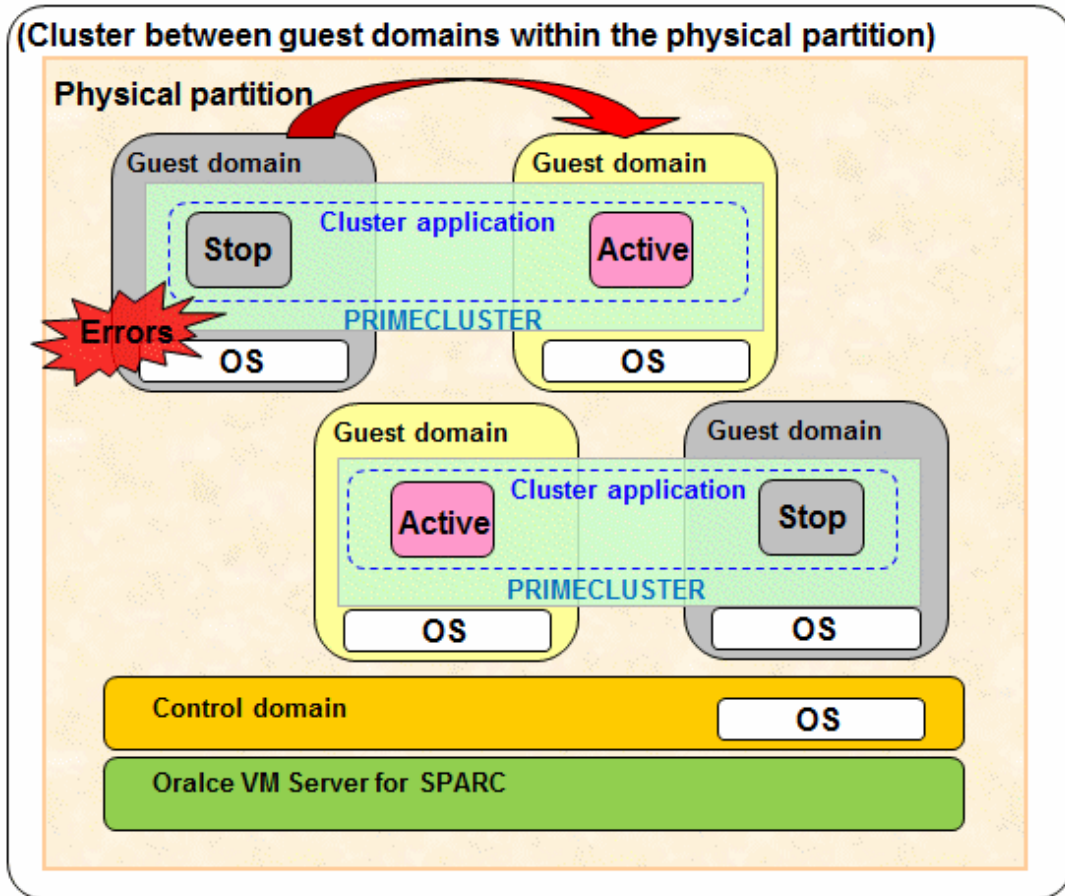 (Cluster between guest domains within the physical partition)
Physical partition
Guest domain
Guest domain
Cluster application
Stop
Active
Errors
PRIMECLUSTER
OS
OS
Guest domain
Guest domain
Cluster application
Active
Stop
PRIMECLUSTER
OS
OS
Control domain
OS
Oralce VM Server for SPARC